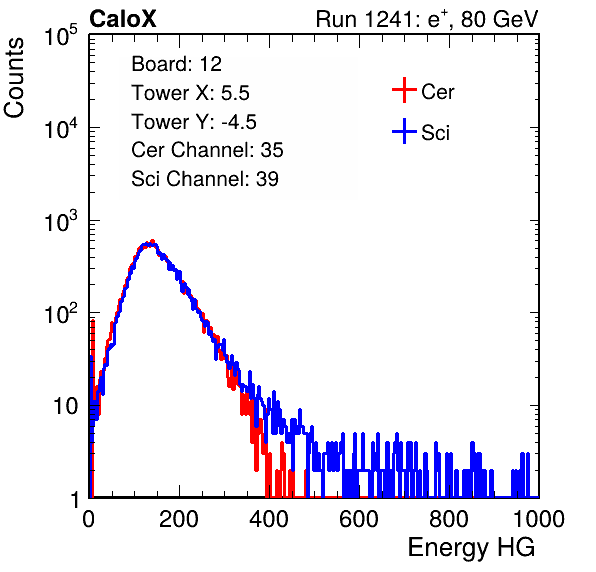 CaloX Run 1241: e⁺, 80 GeV
Counts
10⁵
10⁴
10³
10²
10
1
Board: 12
Tower X: 5.5
Tower Y: -4.5
Cer Channel: 35
Sci Channel: 39
Cer
Sci
0 200 400 600 800 1000
Energy HG